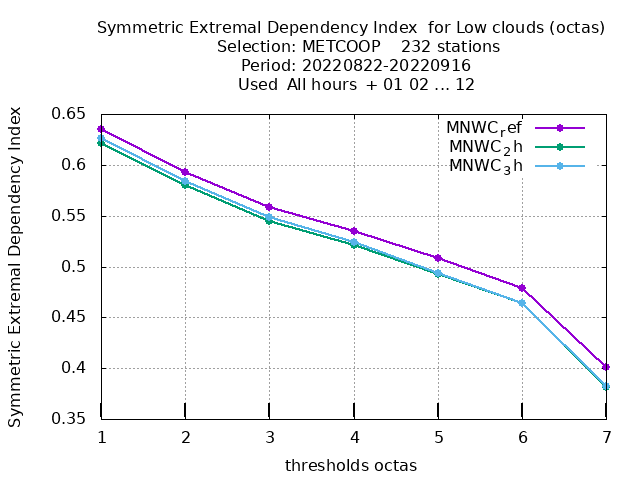 Symmetric Extremal Dependency Index  for Low clouds (octas)
Selection: METCOOP    232 stations
Period: 20220822-20220916
Used  All hours  + 01 02 ... 12
MNWC_ref
MNWC_2h
MNWC_3h
Symmetric Extremal Dependency Index
0.65
0.6
0.55
0.5
0.45
0.4
0.35
1 2 3 4 5 6 7
thresholds octas